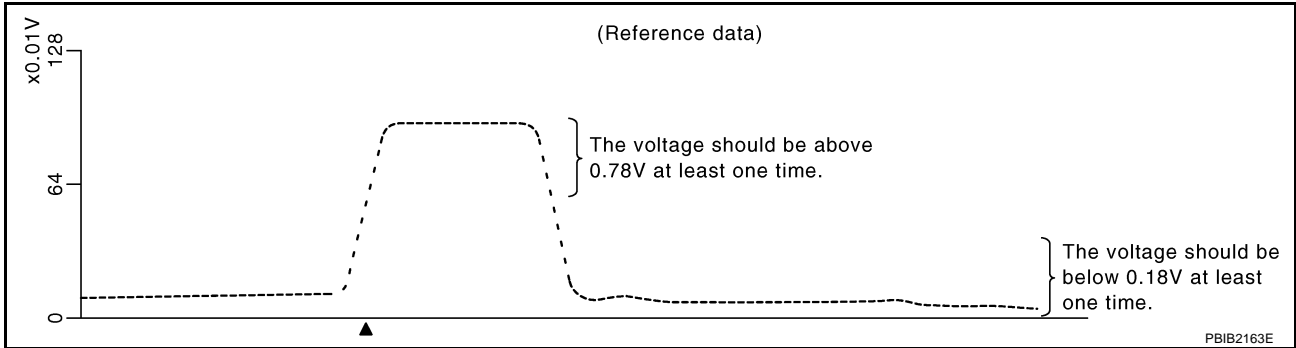 (Reference data)
x0.01V
128
64
0
The voltage should be above
0.78V at least one time.
The voltage should be
below 0.18V at least
one time.
PBIB2163E